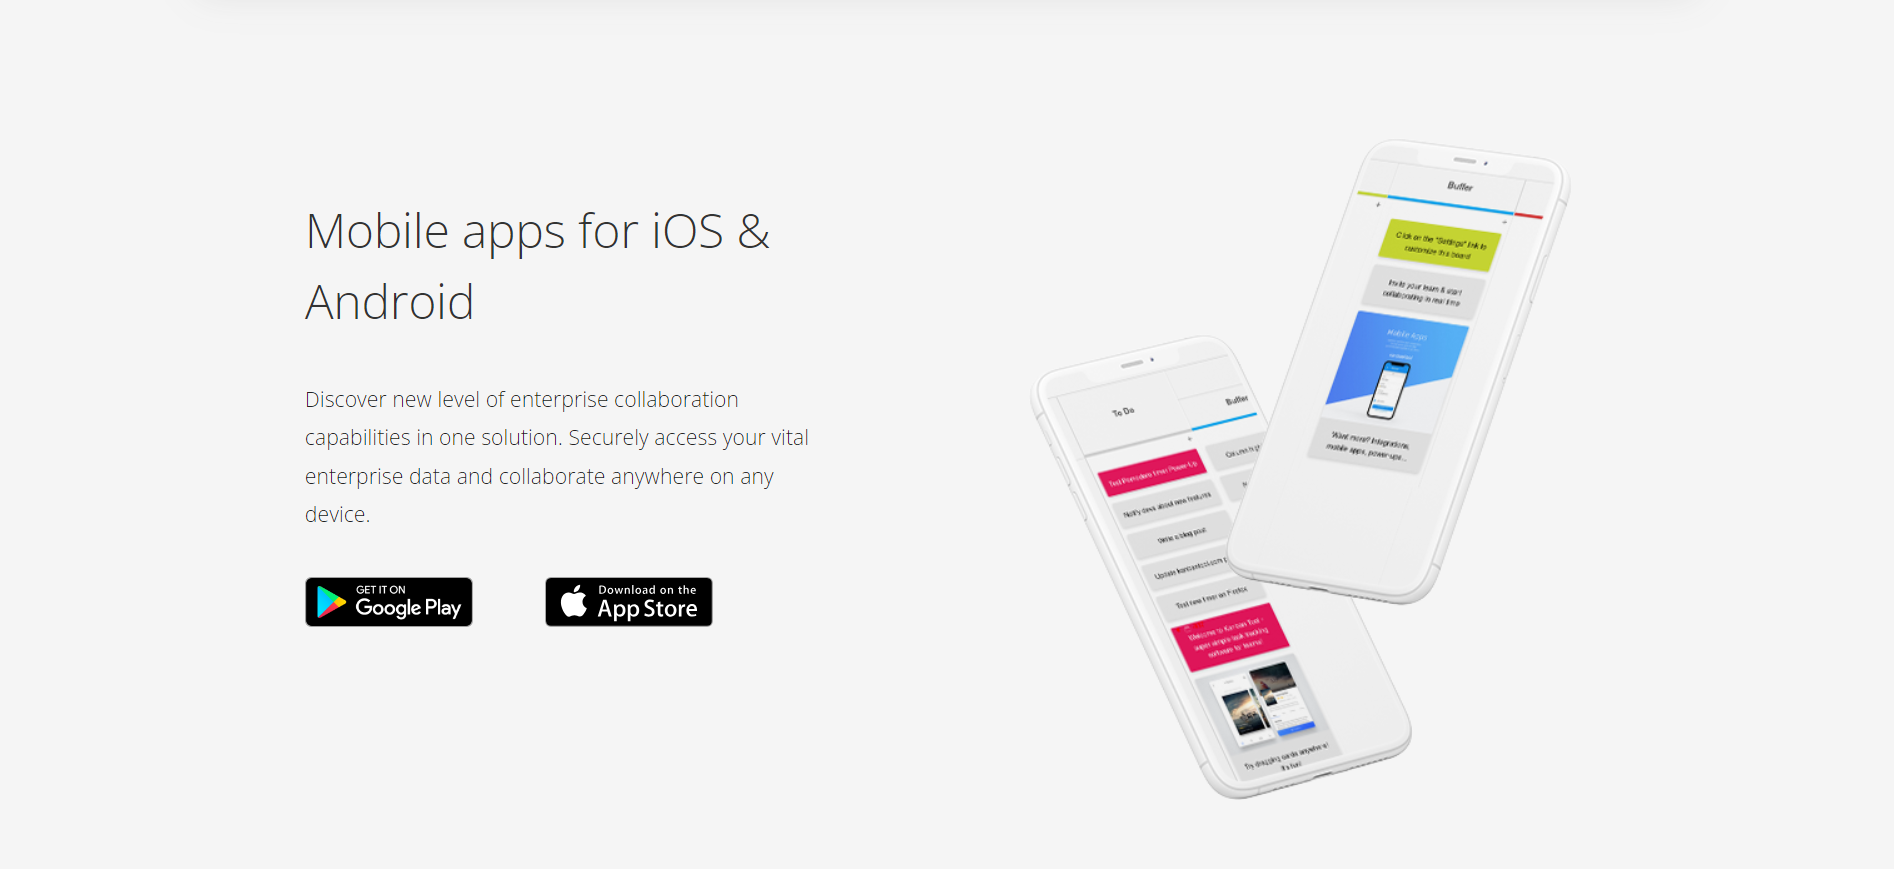 Mobile apps for iOS &
Android
Discover new level of enterprise collaboration
capabilities in one solution. Securely access your vital
enterprise data and collaborate anywhere on any
device.
GET IT ON
Google Play
Download on the
App Store
Buffer
Click on the "Settings" link to
customize this board
Invite your team & start
collaborating in real time
Mobile Apps
Want more? Integrations,
mobile apps, power-ups...
To Do
Buffer
Test Pomodoro timer Power-Up
Notify devs about new features
Write a blog post
Update kanbantool.com
Test new timer on Firefox
Welcome to Kanban Tool -
super simple task tracking
software for teams!
Try dragging cards anywhere!
It's fun!